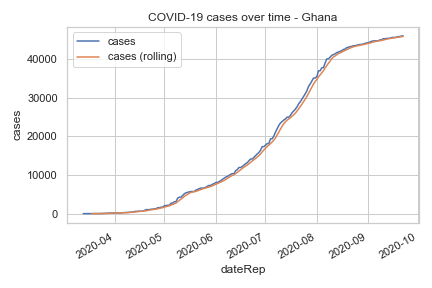 COVID-19 cases over time - Ghana
cases
cases (rolling)
cases
40000
30000
20000
10000
0
2020-04
2020-05
2020-06
2020-07
2020-08
2020-09
2020-10
dateRep